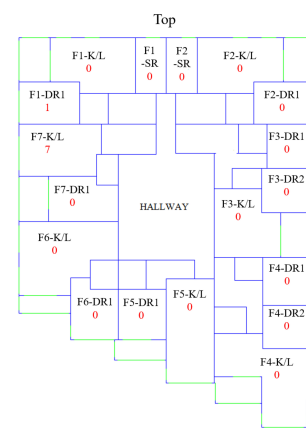 Top
F1-K/L
0
F1
-SR
0
F2
-SR
0
F2-K/L
0
F1-DR1
1
F2-DR1
0
F7-K/L
7
F3-DR1
0
F3-DR2
0
F7-DR1
0
HALLWAY
F3-K/L
0
F6-K/L
0
F4-DR1
0
F6-DR1
0
F5-DR1
0
F5-K/L
0
F4-DR2
0
F4-K/L
0